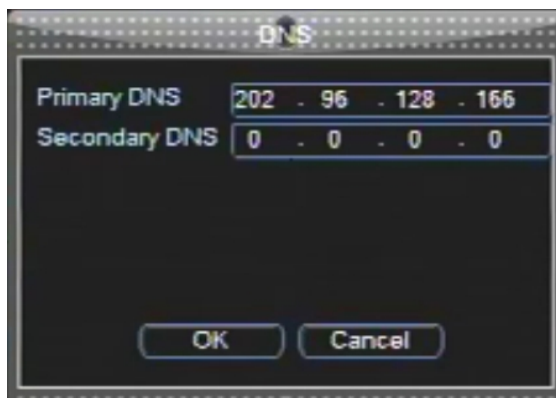 DNS
Primary DNS 202 . 96 . 128 . 166
Secondary DNS 0 . 0 . 0 . 0
OK Cancel